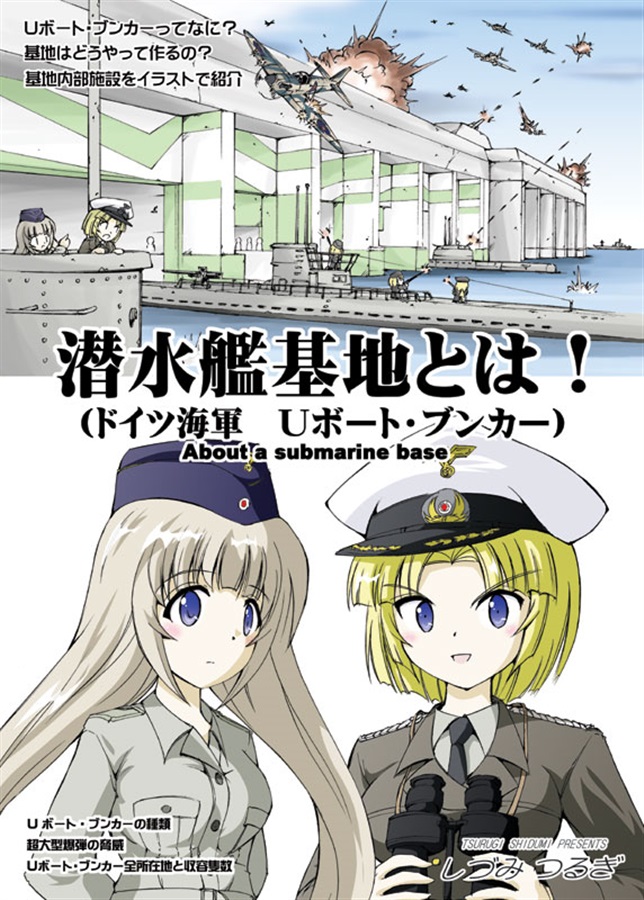 Uボート・ブンカーってなに？
基地はどうやって作るの？
基地内部施設をイラストで紹介
潜水艦基地とは！
(ドイツ海軍　Uボート・ブンカー)
About a submarine base
Uボート・ブンカーの種類
超大型爆弾の脅威
Uボート・ブンカー全所在地と収容隻数
TSURUGI SHIDUMI PRESENTS
しづみ つるぎ